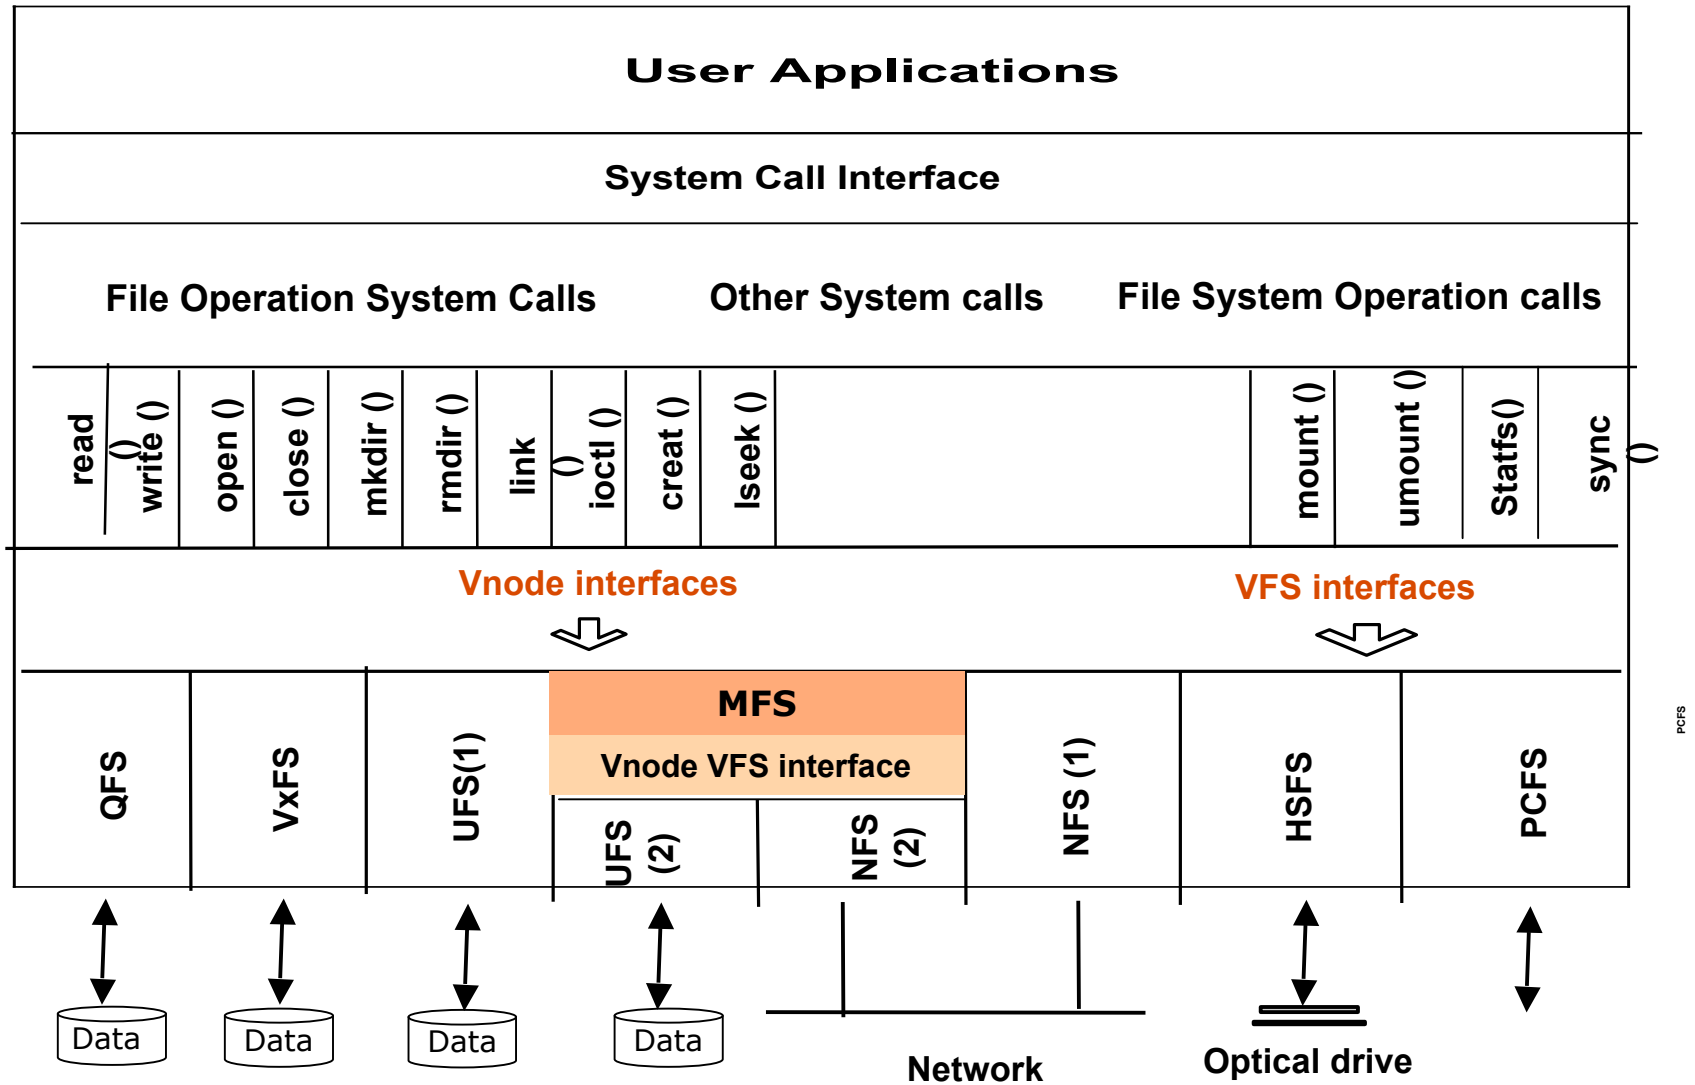 User Applications
System Call Interface
File Operation System Calls
Other System calls
File System Operation calls
read ()
write ()
open ()
close ()
mkdir ()
rmdir ()
link ()
ioctl ()
creat ()
lseek ()
mount ()
umount ()
Statfs()
sync ()
Vnode interfaces
VFS interfaces
QFS
VxFS
UFS(1)
MFS
Vnode VFS interface
UFS
(2)
NFS
(2)
NFS (1)
HSFS
PCFS
PCFS
Data
Data
Data
Data
Network
Optical drive